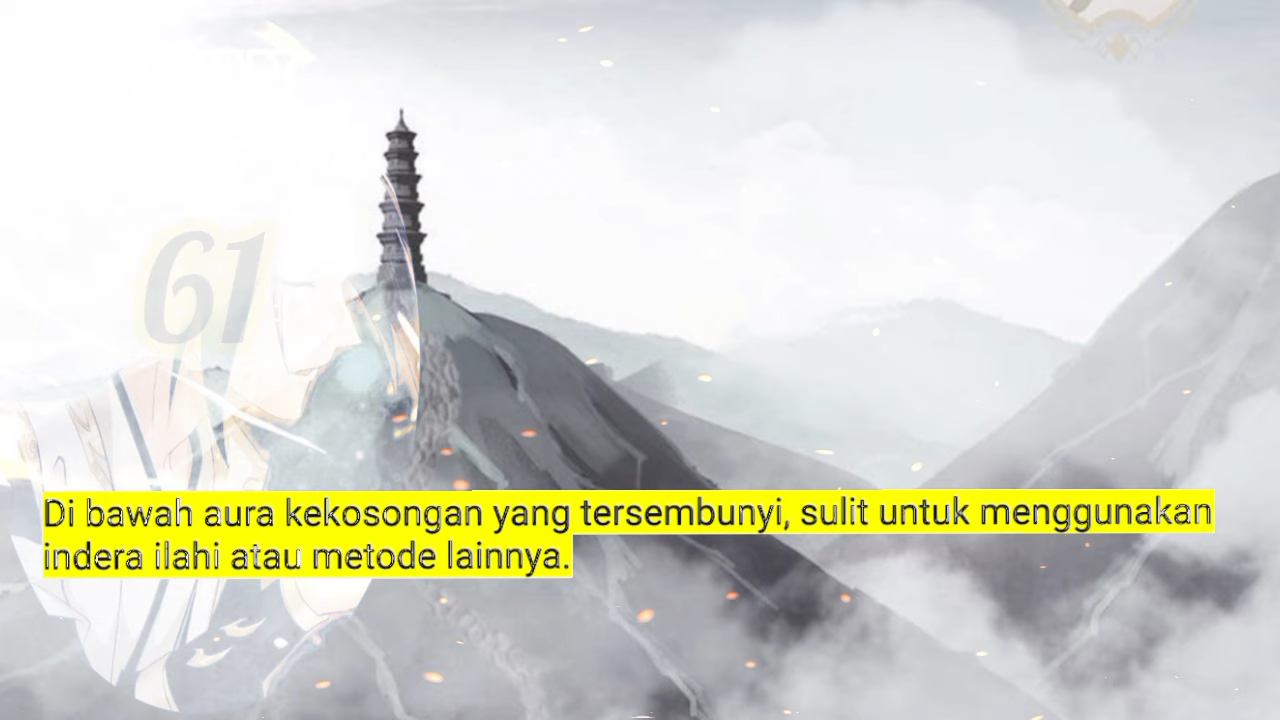 61
Di bawah aura kekosongan yang tersembunyi, sulit untuk menggunakan
indera ilahi atau metode lainnya.